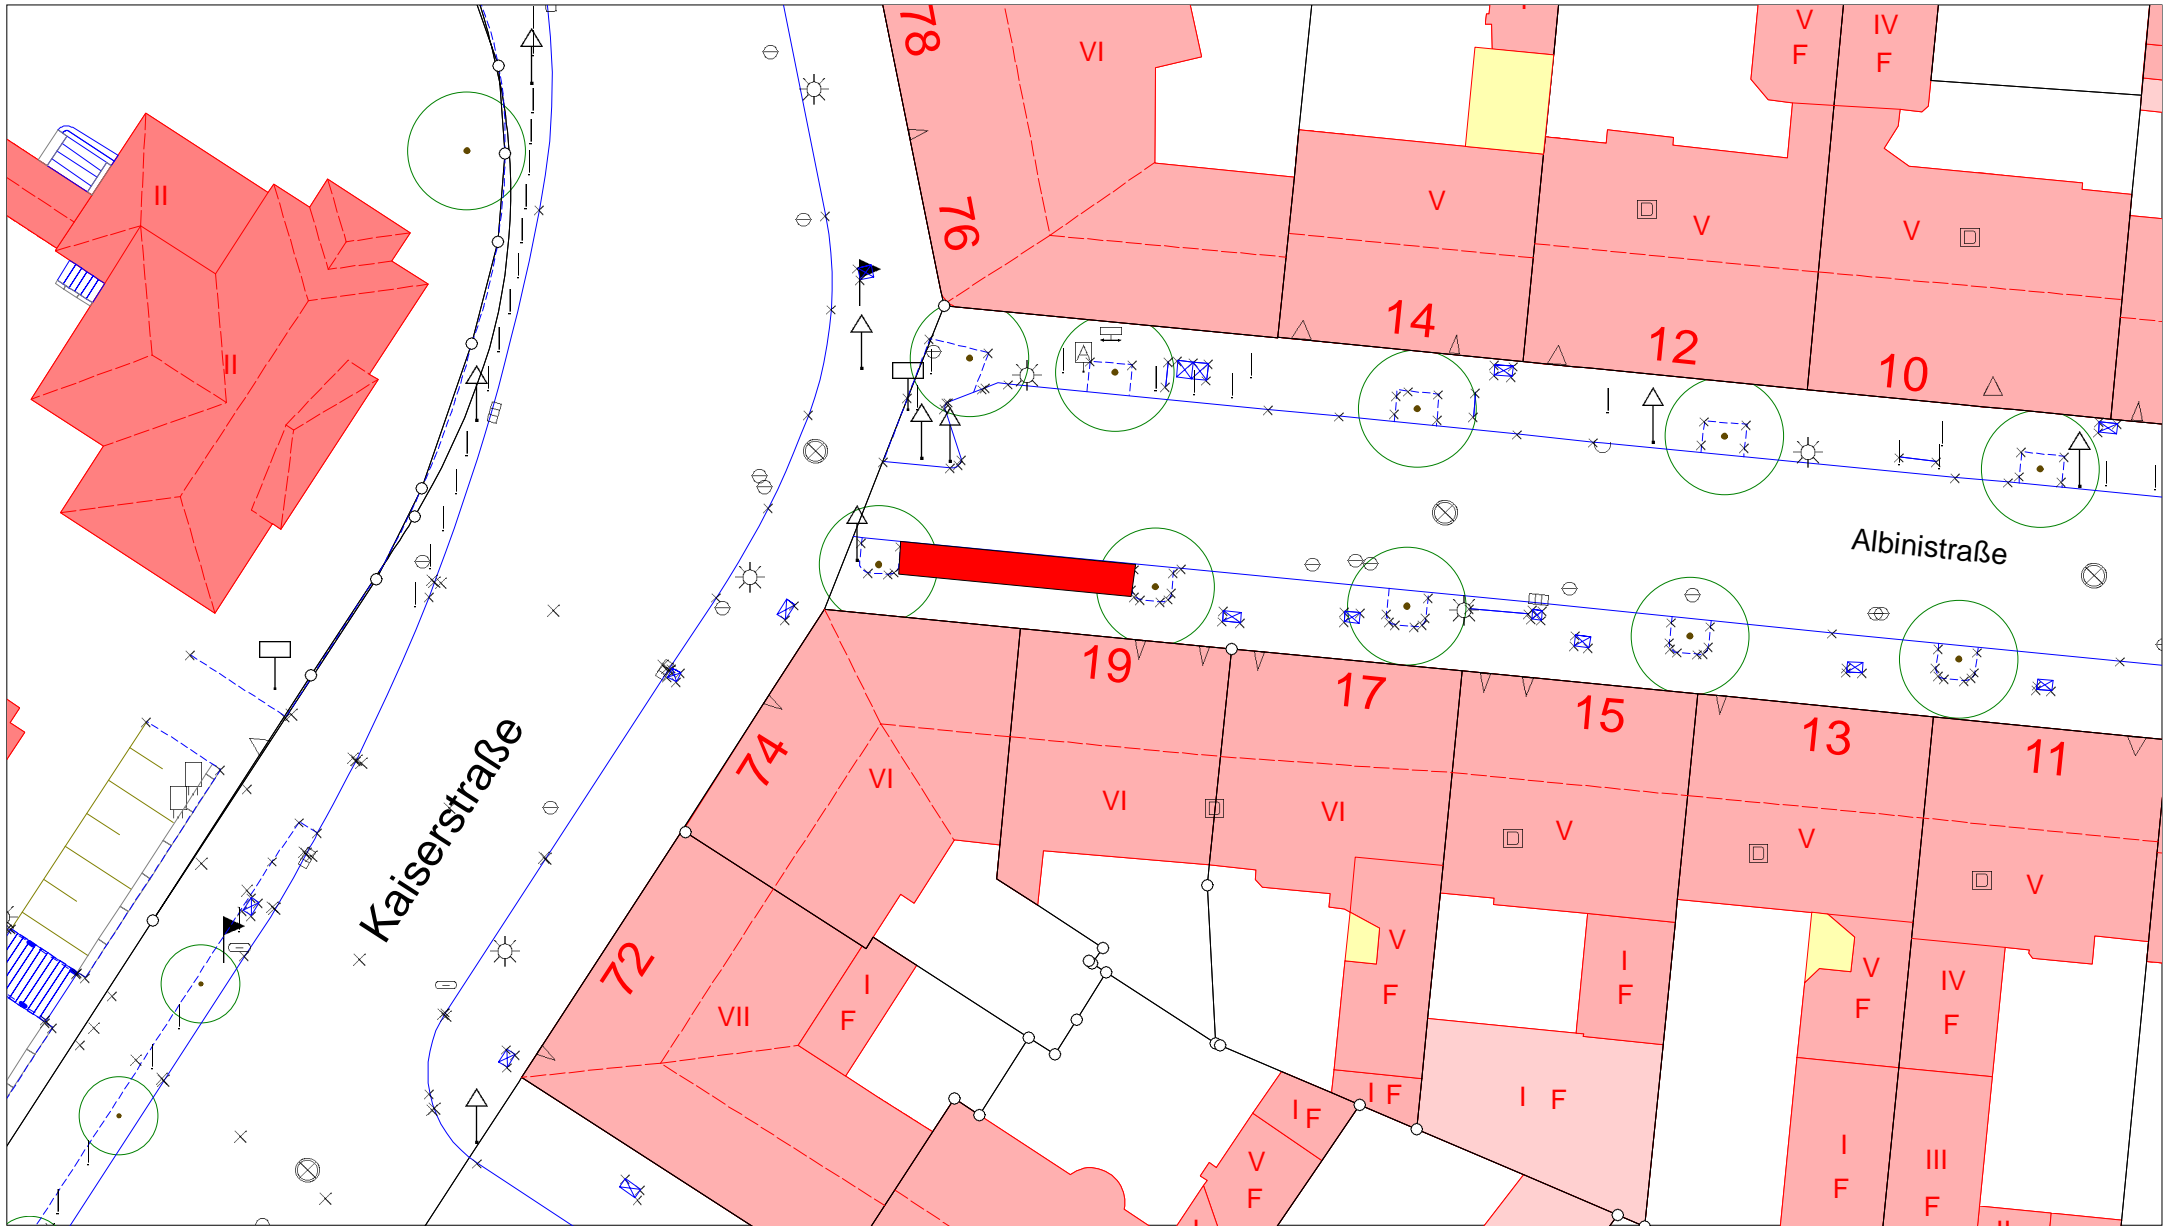 78
VI
V
F
IV
F
II
76
V
V
V
14
12
10
A
D
D
II
Albinistraße
19
17
15
13
11
74
VI
VI
VI
V
V
V
D
D
D
D
Kaiserstraße
72
VII
I
F
V
F
I
F
V
F
IV
F
I F
I F
I F
V
F
I
F
III
F